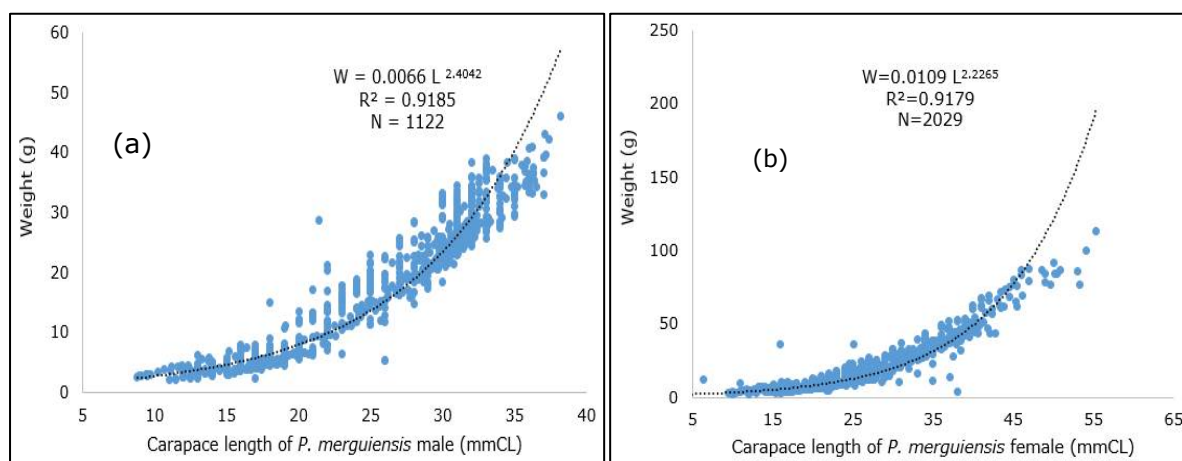 60
50
40
30
20
10
0
Weight (g)
W = 0.0066 L 2.4042
R² = 0.9185
N = 1122
(a)
5 10 15 20 25 30 35 40
Carapace length of P. merguiensis male (mmCL)
250
200
150
100
50
0
Weight (g)
W=0.0109 L2.2265
R²=0.9179
N=2029
(b)
5 15 25 35 45 55 65
Carapace length of P. merguiensis female (mmCL)